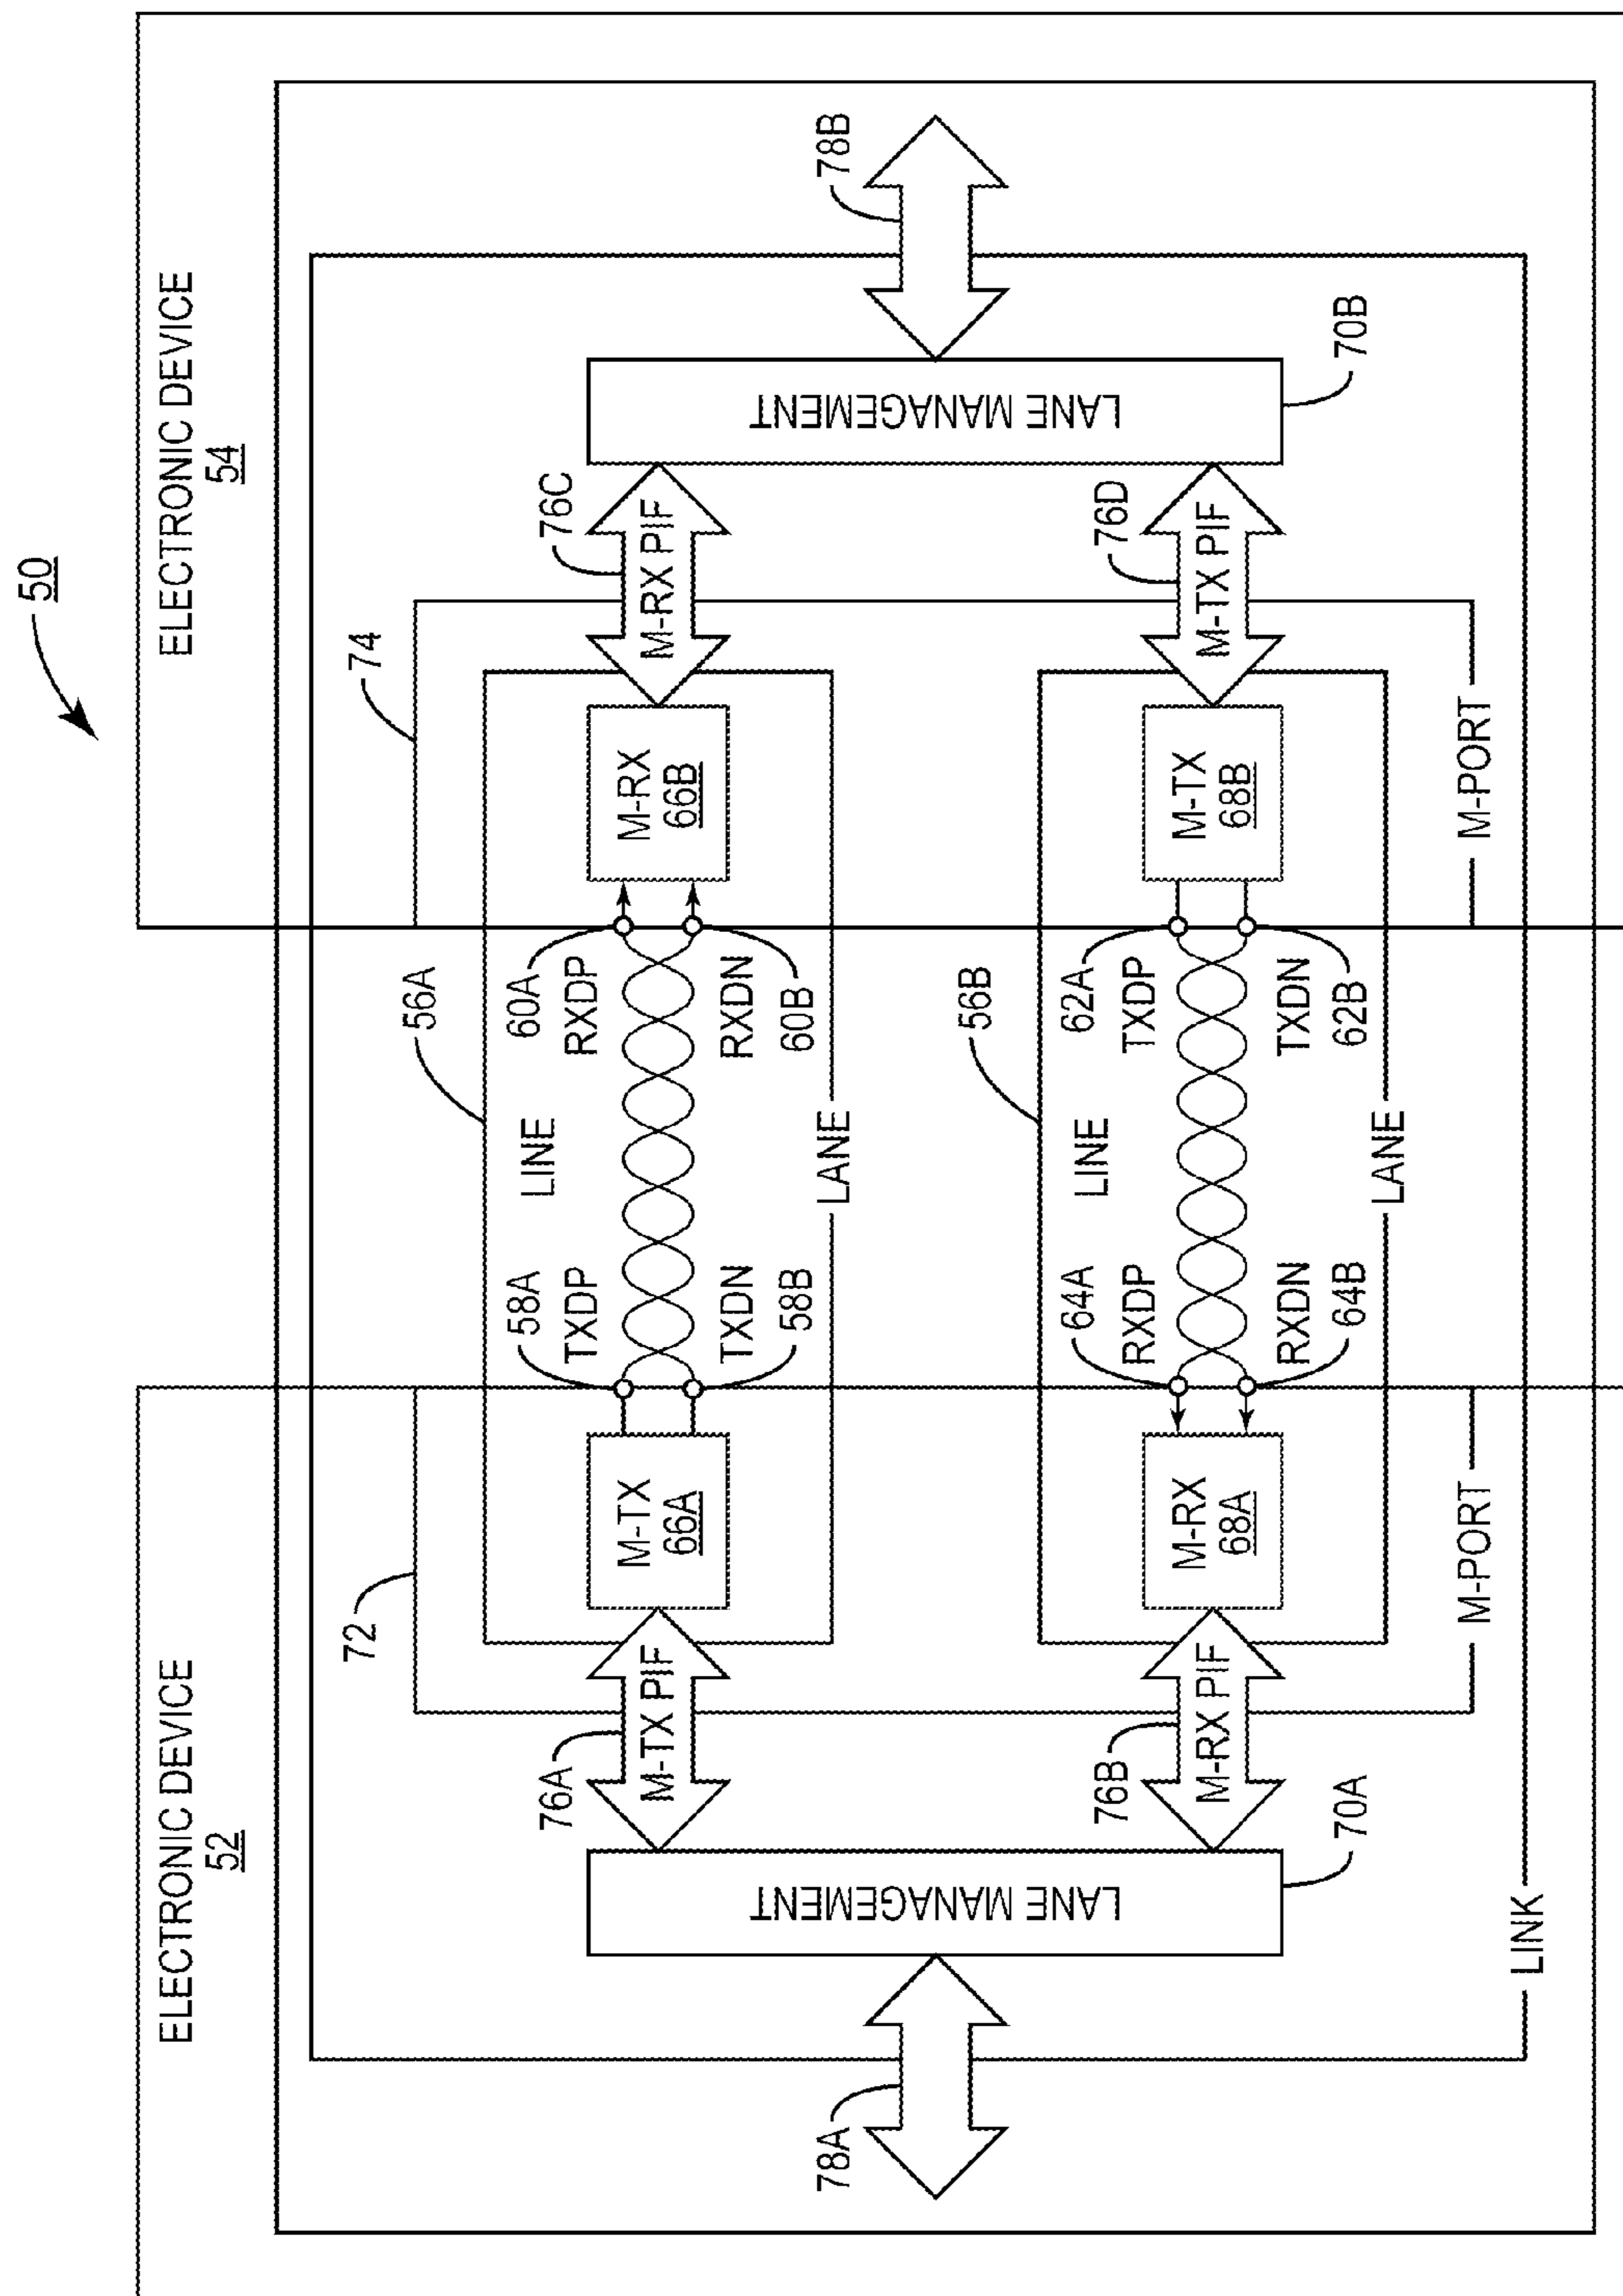 50
ELECTRONIC DEVICE
52
ELECTRONIC DEVICE
54
72
74
56A
76A
M-TX PIF
M-TX
66A
58A
TXDP
LINE
60A
RXDP
TXDN
58B
RXDN
60B
M-RX
66B
M-RX PIF
76C
LANE
78A
LANE MANAGEMENT
LANE MANAGEMENT
78B
56B
76B
M-RX PIF
M-RX
68A
64A
RXDP
LINE
62A
TXDP
RXDN
64B
TXDN
62B
M-TX
68B
M-TX PIF
76D
LANE
70A
70B
M-PORT
M-PORT
LINK